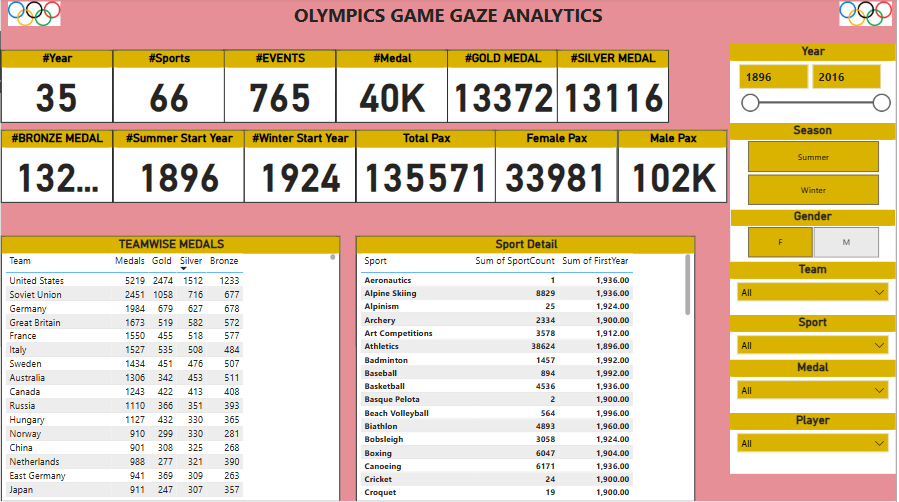 OLYMPICS GAME GAZE ANALYTICS
#Year #Sports #EVENTS #Medal #GOLD MEDAL #SILVER MEDAL
35 66 765 40K 13372 13116
#BRONZE MEDAL #Summer Start Year #Winter Start Year Total Pax Female Pax Male Pax
132... 1896 1924 135571 33981 102K
Year
1896 2016
Season
Summer
Winter
Gender
F M
Team
All
Sport
All
Medal
All
Player
All
TEAMWISE MEDALS
Team Medals Gold Silver Bronze
United States 5219 2474 1512 1233
Soviet Union 2451 1058 716 677
Germany 1984 679 627 678
Great Britain 1673 519 582 572
France 1550 455 518 577
Italy 1527 535 508 484
Sweden 1434 451 476 507
Australia 1306 342 453 511
Canada 1243 422 413 408
Russia 1110 366 351 393
Hungary 1127 432 330 365
Norway 910 299 330 281
China 901 308 325 268
Netherlands 988 277 321 390
East Germany 941 369 309 263
Japan 911 247 307 357
Sport Detail
Sport Sum of SportCount Sum of FirstYear
Aeronautics 1 1,936.00
Alpine Skiing 8829 1,936.00
Alpinism 25 1,924.00
Archery 2334 1,900.00
Art Competitions 3578 1,912.00
Athletics 38624 1,896.00
Badminton 1457 1,992.00
Baseball 894 1,992.00
Basketball 4536 1,936.00
Basque Pelota 2 1,900.00
Beach Volleyball 564 1,996.00
Biathlon 4893 1,960.00
Bobsleigh 3058 1,924.00
Boxing 6047 1,904.00
Canoeing 6171 1,936.00
Cricket 24 1,900.00
Croquet 19 1,900.00